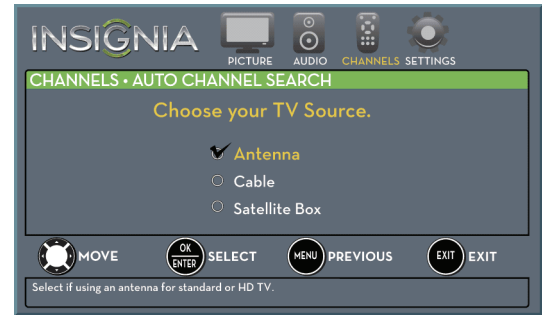 INSIGNIA
PICTURE AUDIO CHANNELS SETTINGS
CHANNELS • AUTO CHANNEL SEARCH
Choose your TV Source.
Antenna
Cable
Satellite Box
MOVE OK ENTER SELECT MENU PREVIOUS EXIT EXIT
Select if using an antenna for standard or HD TV.